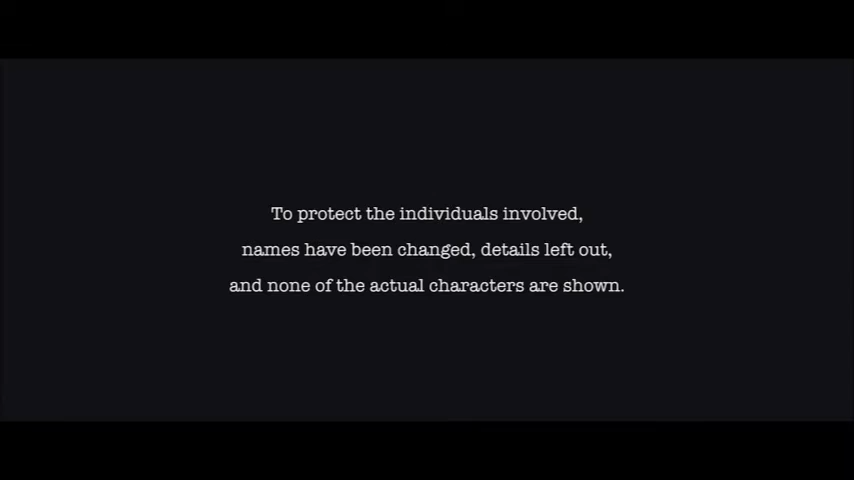 To protect the individuals involved,
names have been changed, details left out,
and none of the actual characters are shown.